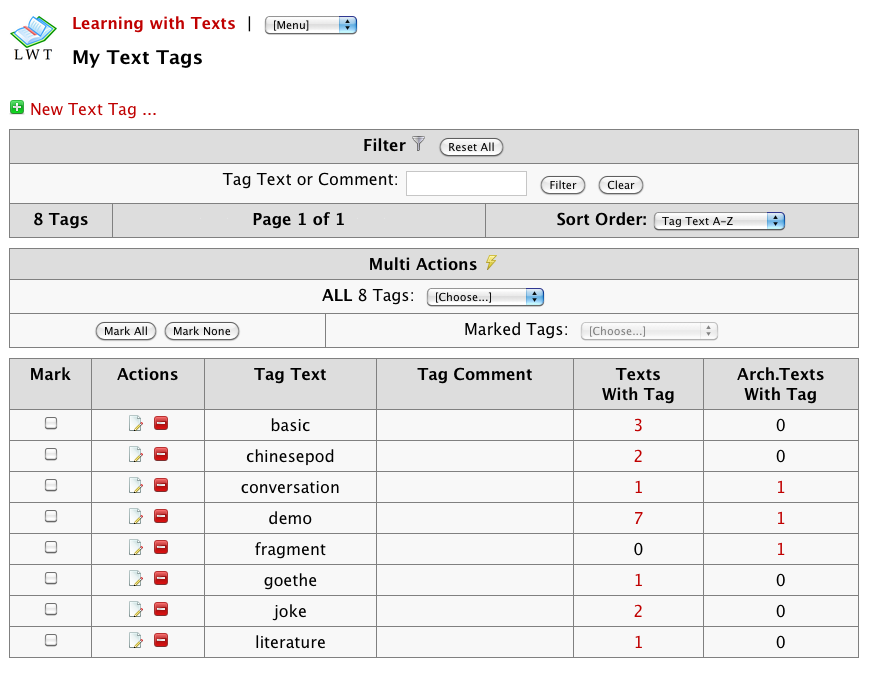 Learning with Texts | [Menu]
LWT
My Text Tags
New Text Tag ...
Filter Reset All
Tag Text or Comment: Filter Clear
8 Tags Page 1 of 1 Sort Order: Tag Text A-Z
Multi Actions
ALL 8 Tags: [Choose...]
Mark All Mark None Marked Tags: [Choose...]
Mark Actions Tag Text Tag Comment Texts With Tag Arch.Texts With Tag
basic 3 0
chinesepod 2 0
conversation 1 1
demo 7 1
fragment 0 1
goethe 1 0
joke 2 0
literature 1 0